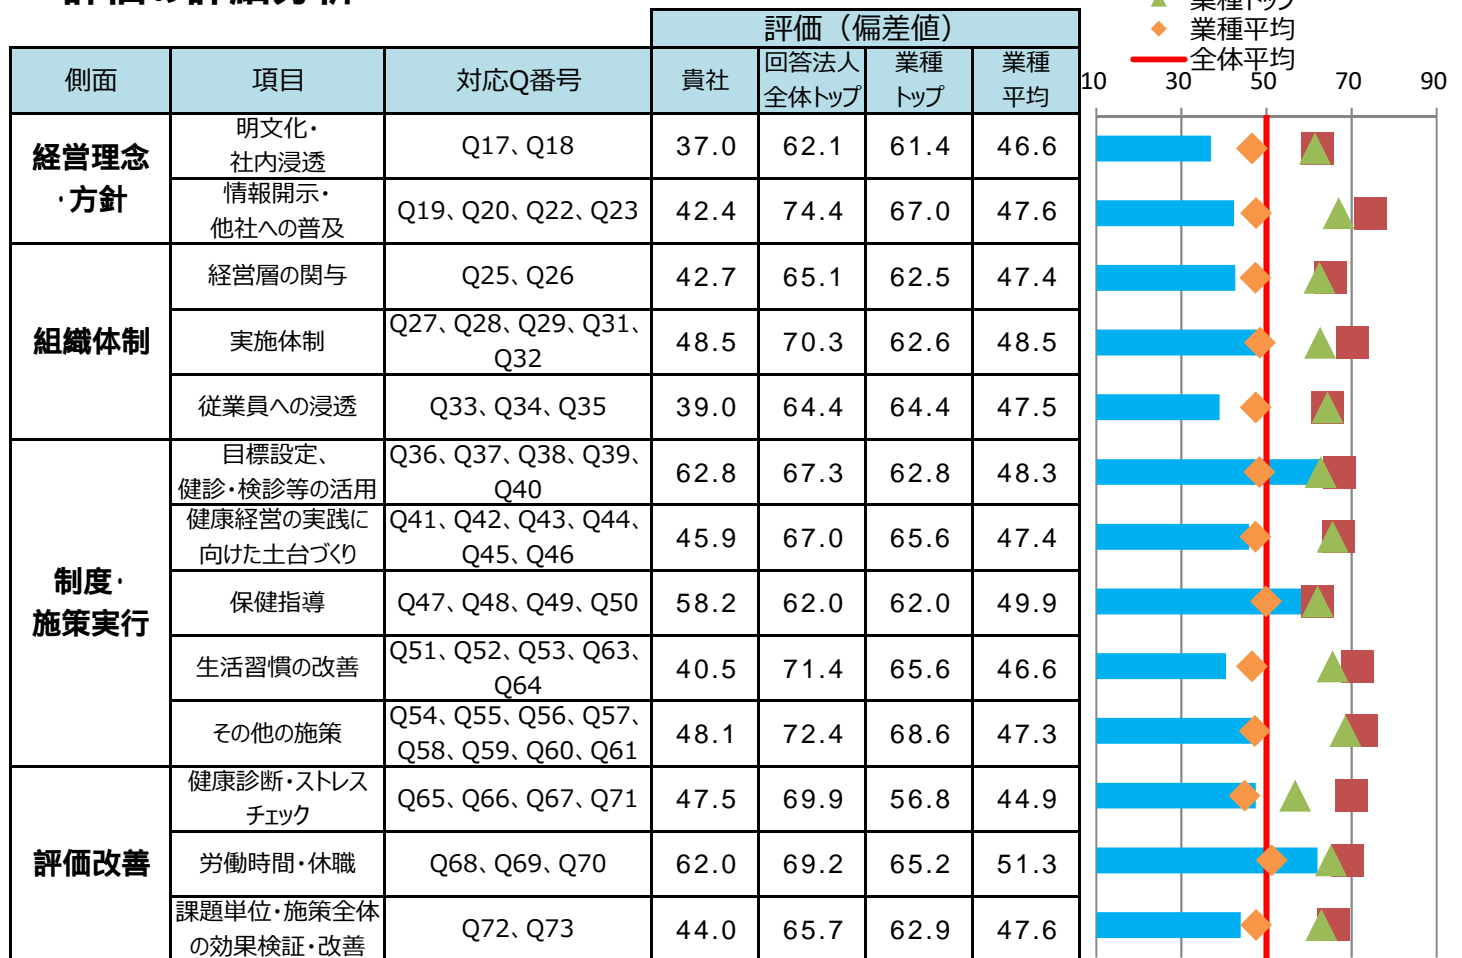 評価の詳細分析
業種トップ
業種平均
全体平均
評価（偏差値）
側面 項目 対応Q番号 貴社 回答法人全体トップ 業種トップ 業種平均
10 30 50 70 90
経営理念・方針
明文化・社内浸透 Q17、Q18 37.0 62.1 61.4 46.6
情報開示・他社への普及 Q19、Q20、Q22、Q23 42.4 74.4 67.0 47.6
組織体制
経営層の関与 Q25、Q26 42.7 65.1 62.5 47.4
実施体制 Q27、Q28、Q29、Q31、Q32 48.5 70.3 62.6 48.5
従業員への浸透 Q33、Q34、Q35 39.0 64.4 64.4 47.5
制度・施策実行
目標設定、健診・検診等の活用 Q36、Q37、Q38、Q39、Q40 62.8 67.3 62.8 48.3
健康経営の実践に向けた土台づくり Q41、Q42、Q43、Q44、Q45、Q46 45.9 67.0 65.6 47.4
保健指導 Q47、Q48、Q49、Q50 58.2 62.0 62.0 49.9
生活習慣の改善 Q51、Q52、Q53、Q63、Q64 40.5 71.4 65.6 46.6
その他の施策 Q54、Q55、Q56、Q57、Q58、Q59、Q60、Q61 48.1 72.4 68.6 47.3
評価改善
健康診断・ストレスチェック Q65、Q66、Q67、Q71 47.5 69.9 56.8 44.9
労働時間・休職 Q68、Q69、Q70 62.0 69.2 65.2 51.3
課題単位・施策全体の効果検証・改善 Q72、Q73 44.0 65.7 62.9 47.6